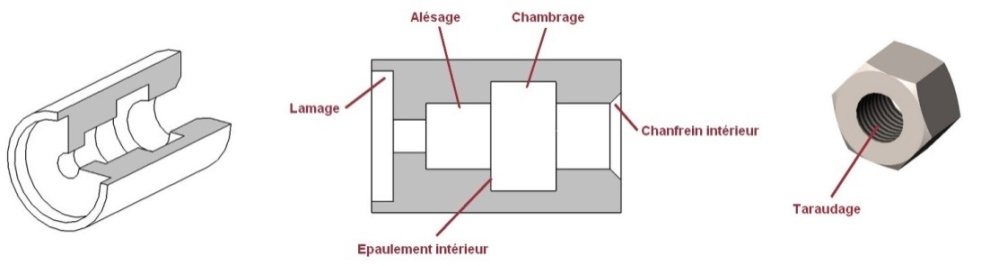 Alésage
Chambrage
Lamage
Chanfrein intérieur
Taraudage
Epaulement intérieur